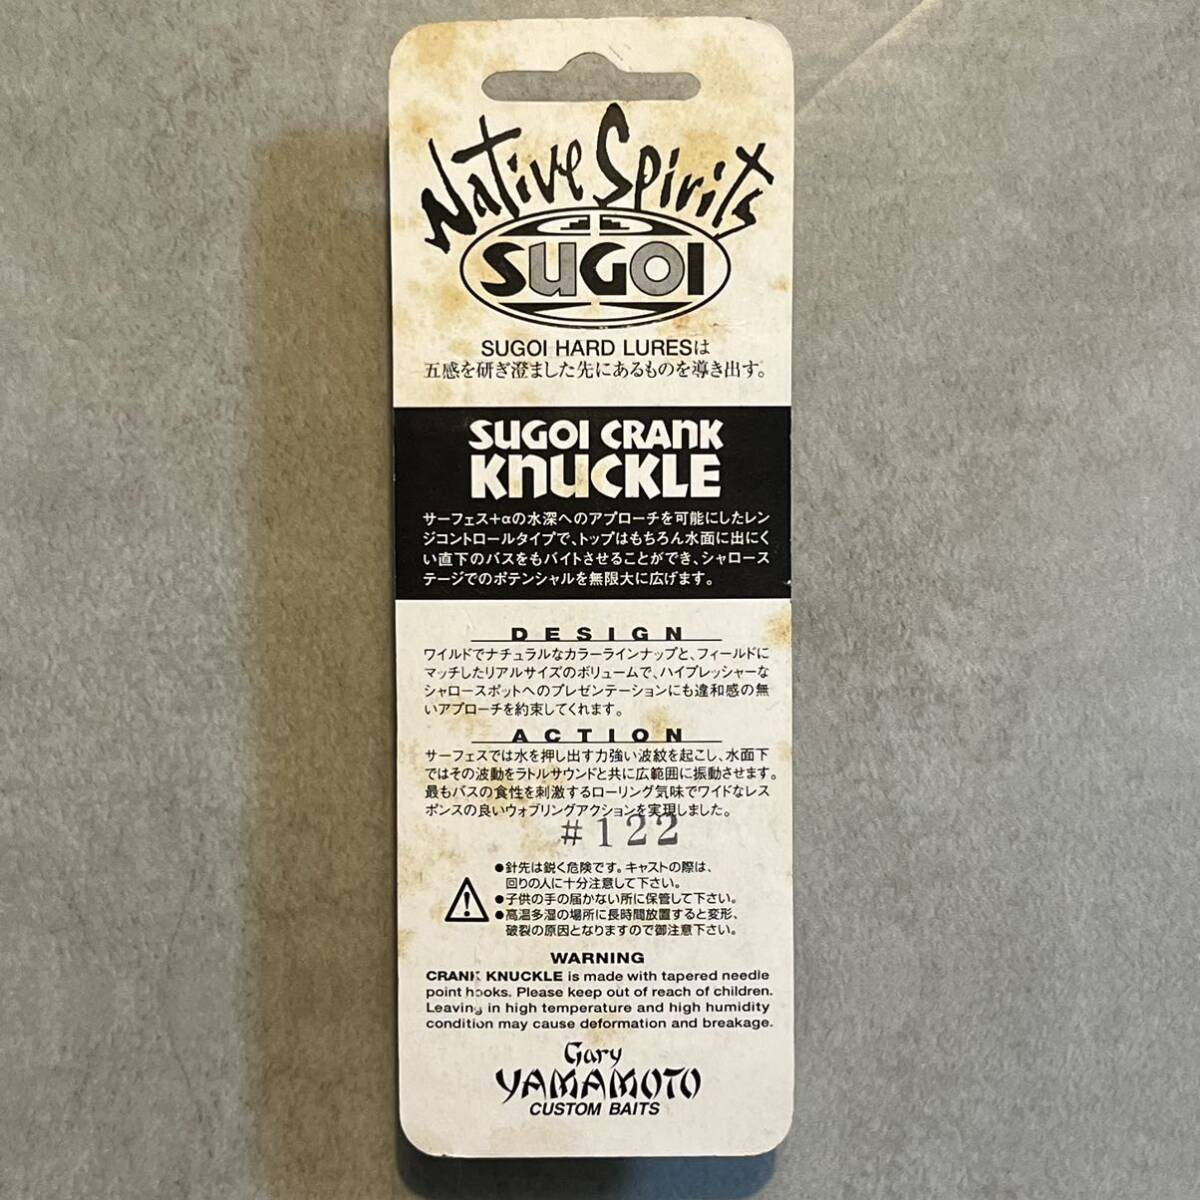 Native Spirits
SUGOI
SUGOI HARD LURESは
五感を研ぎ澄ました先にあるものを導き出す。
SUGOI CRANK
KNUCKLE
サーフェス+αの水深へのアプローチを可能にしたレン
ジコントロールタイプで、トップはもちろん水面に出にく
い直下のバスをもバイトさせることができ、シャロース
テージでのポテンシャルを無限大に広げます。
DESIGN
ワイルドでナチュラルなカラーラインナップと、フィールドに
マッチしたリアルサイズのボリュームで、ハイプレッシャーな
シャロースポットへのプレゼンテーションにも違和感の無
いアプローチを約束してくれます。
ACTION
サーフェスでは水を押し出す力強い波紋を起こし、水面下
ではその波動をラトルサウンドと共に広範囲に振動させます。
最もバスの食性を刺激するローリング気味でワイドなレス
ポンスの良いウォブリングアクションを実現しました。
#122
●針先は鋭く危険です。キャストの際は、
回りの人に十分注意して下さい。
●子供の手の届かない所に保管して下さい。
●高温多湿の場所に長時間放置すると変形、
破裂の原因となりますので御注意下さい。
WARNING
CRANK KNUCKLE is made with tapered needle
point hooks. Please keep out of reach of children.
Leaving in high temperature and high humidity
condition may cause deformation and breakage.
Gary
YAMAMOTO
CUSTOM BAITS